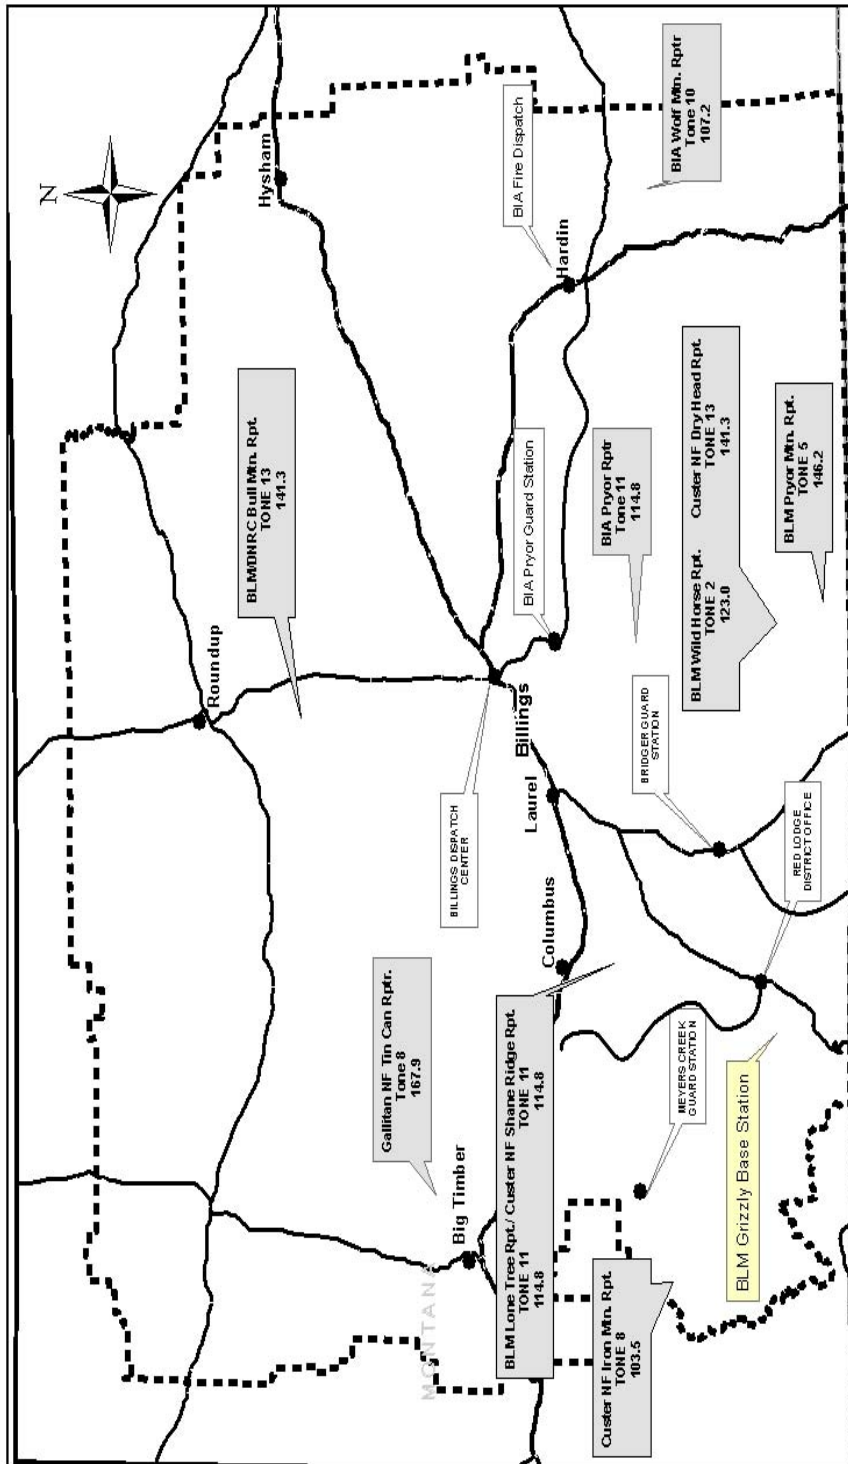 N
Roundup
Hysham
BLM/DNRC Bull Mtn. Rpt.
TONE 13
141.3
Gallitan NF Tin Can Rptr.
Tone 8
167.9
MONTANA
Big Timber
BILLINGS DISPATCH
CENTER
Billings
BIA Pryor Guard Station
BIA Fire Dispatch
Hardin
BLM Lone Tree Rpt./ Custer NF Shane Ridge Rpt.
TONE 11 TONE 11
114.8 114.8
Columbus
Laurel
Custer NF Iron Mtn. Rpt.
TONE 8
103.5
BIA Pryor Rptr
Tone 11
114.8
BRIDGER GUARD
STATION
BIA Wolf Mtn. Rptr
Tone 10
107.2
MEYERS CREEK
GUARD STATION
BLM Wild Horse Rpt. Custer NF Dry Head Rpt.
TONE 2 TONE 13
123.0 141.3
BLM Grizzly Base Station
RED LODGE
DISTRICT OFFICE
BLM Pryor Mtn. Rpt.
TONE 5
146.2